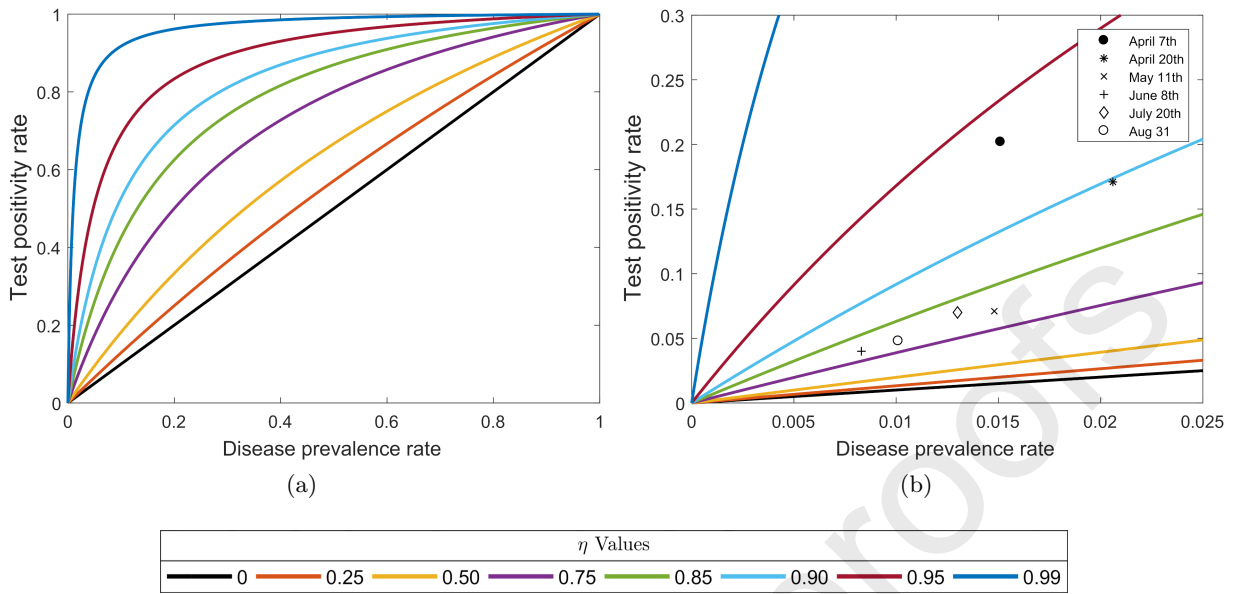 1
0.8
0.6
0.4
0.2
0
0 0.2 0.4 0.6 0.8 1
Test positivity rate
Disease prevalence rate
(a)
0.3
0.25
0.2
0.15
0.1
0.05
0
0 0.005 0.01 0.015 0.02 0.025
Test positivity rate
Disease prevalence rate
April 7th
April 20th
May 11th
June 8th
July 20th
Aug 31
(b)
η Values
0 0.25 0.50 0.75 0.85 0.90 0.95 0.99
roofs